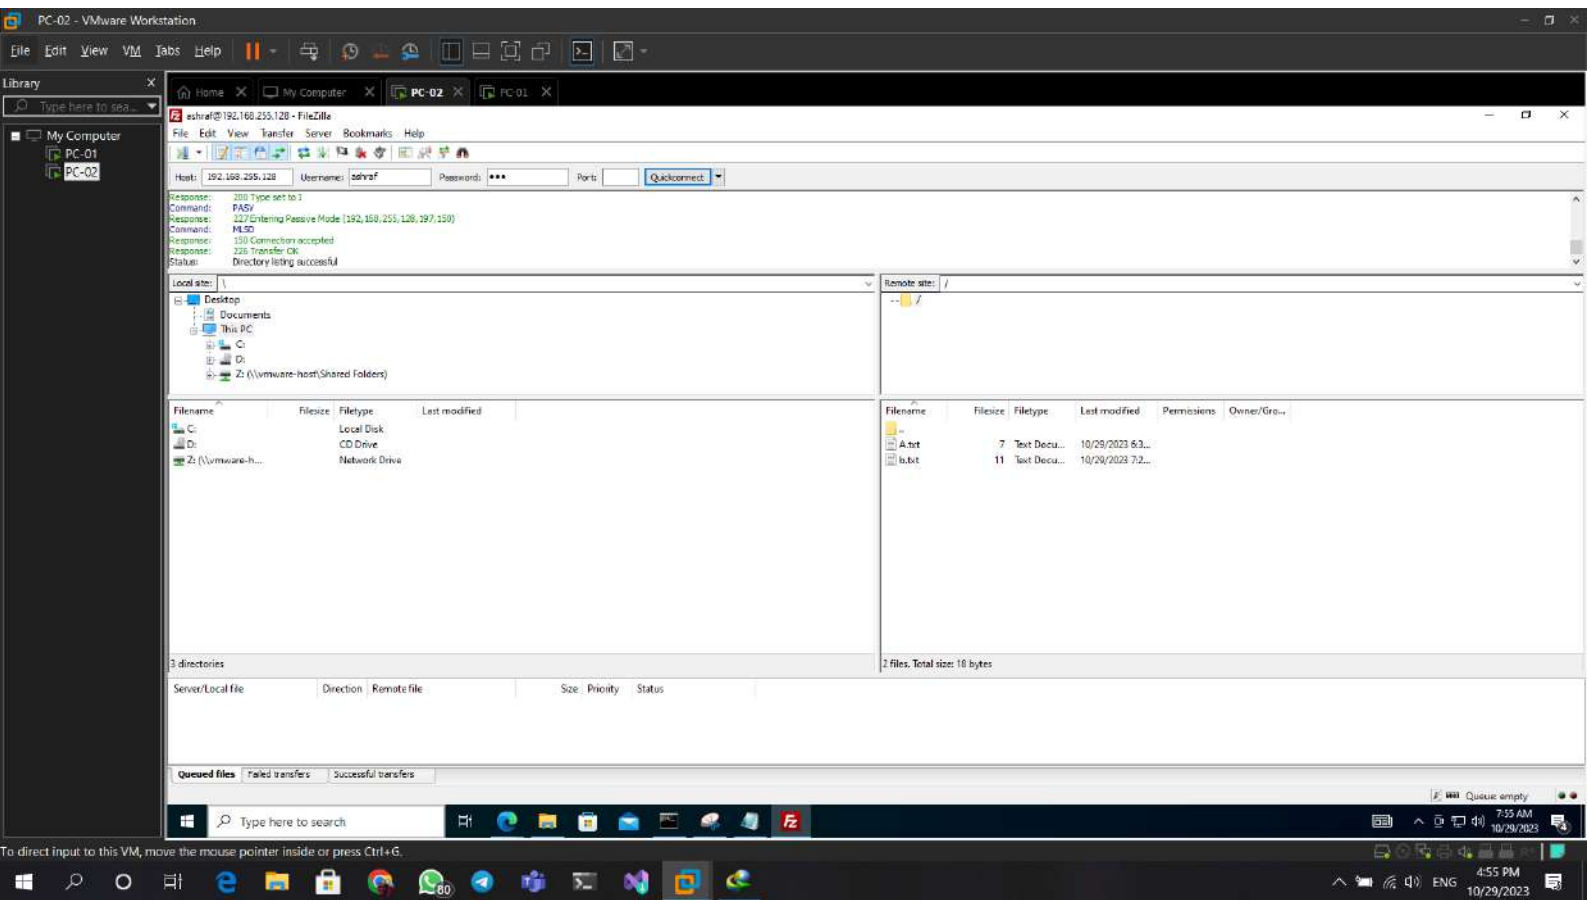 PC-02 - VMware Workstation
File Edit View VM Tabs Help
Library
Type here to sea...
My Computer
PC-01
PC-02
Home My Computer PC-02 PC-01
ashraf@192.168.255.128 - FileZilla
File Edit View Transfer Server Bookmarks Help
Host: 192.168.255.128 Username: ashraf Password: ●●● Port: Quickconnect
Response: 200 Type set to I
Command: PASV
Response: 227 Entering Passive Mode (192,168,255,128,197,150)
Command: MLSD
Response: 150 Connection accepted
Response: 226 Transfer OK
Status: Directory listing successful
Local site: \
Desktop
Documents
This PC
C:
D:
Z: (\\vmware-host\Shared Folders)
Remote site: /
/
Filename Filesize Filetype Last modified
C: Local Disk
D: CD Drive
Z: (\\vmware-h... Network Drive
3 directories
Filename Filesize Filetype Last modified Permissions Owner/Gro...
..
A.txt 7 Text Docu... 10/29/2023 6:3...
b.txt 11 Text Docu... 10/29/2023 7:2...
2 files. Total size: 18 bytes
Server/Local file Direction Remote file Size Priority Status
Queued files Failed transfers Successful transfers
Queue: empty
Type here to search
7:55 AM
10/29/2023
4
To direct input to this VM, move the mouse pointer inside or press Ctrl+G.
80
ENG
4:55 PM
10/29/2023